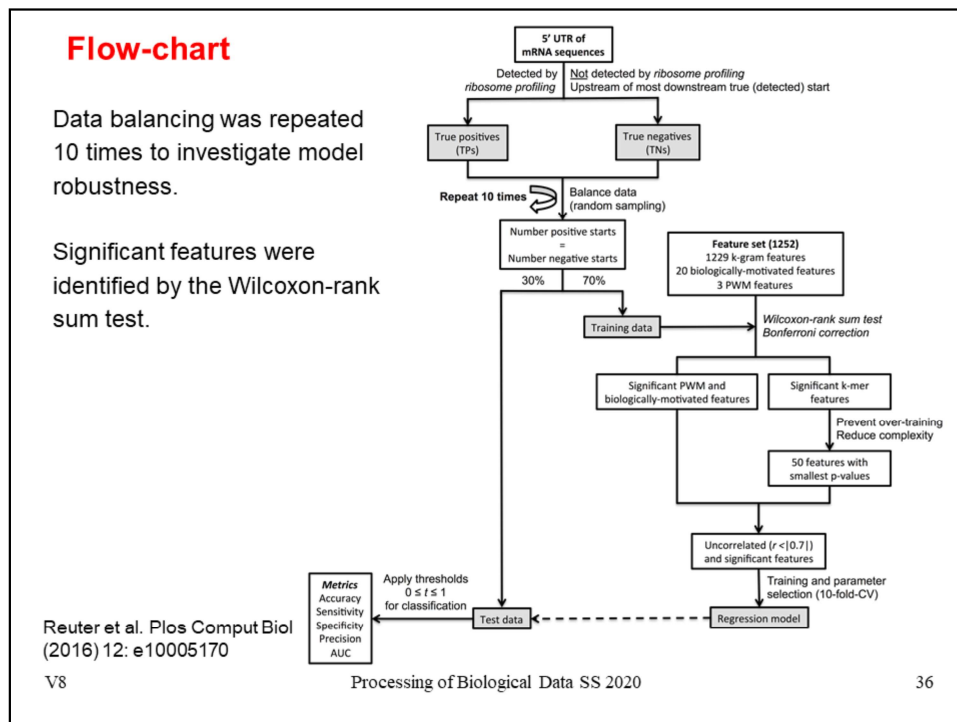 Flow-chart
Data balancing was repeated
10 times to investigate model
robustness.
Significant features were
identified by the Wilcoxon-rank
sum test.
5' UTR of
mRNA sequences
Detected by
ribosome profiling
Not detected by ribosome profiling
Upstream of most downstream true (detected) start
True positives
(TPs)
True negatives
(TNs)
Repeat 10 times
Balance data
(random sampling)
Number positive starts
=
Number negative starts
30%
70%
Feature set (1252)
1229 k-gram features
20 biologically-motivated features
3 PWM features
Training data
Wilcoxon-rank sum test
Bonferroni correction
Significant PWM and
biologically-motivated features
Significant k-mer
features
Prevent over-training
Reduce complexity
50 features with
smallest p-values
Uncorrelated (r <|0.7|)
and significant features
Training and parameter
selection (10-fold-CV)
Regression model
Test data
Apply thresholds
0 ≤ t ≤ 1
for classification
Metrics
Accuracy
Sensitivity
Specificity
Precision
AUC
Reuter et al. Plos Comput Biol
(2016) 12: e10005170
V8
Processing of Biological Data SS 2020
36